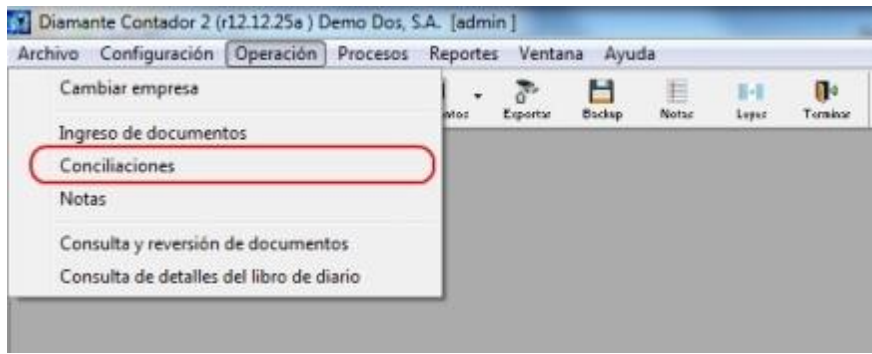 Diamante Contador 2 (r12.12.25a ) Demo Dos, S.A. [admin ]
Archivo Configuración Operación Procesos Reportes Ventana Ayuda
Cambiar empresa
Exportar Backup Notas Terminar
Ingreso de documentos
Conciliaciones
Notas
Consulta y reversión de documentos
Consulta de detalles del libro de diario